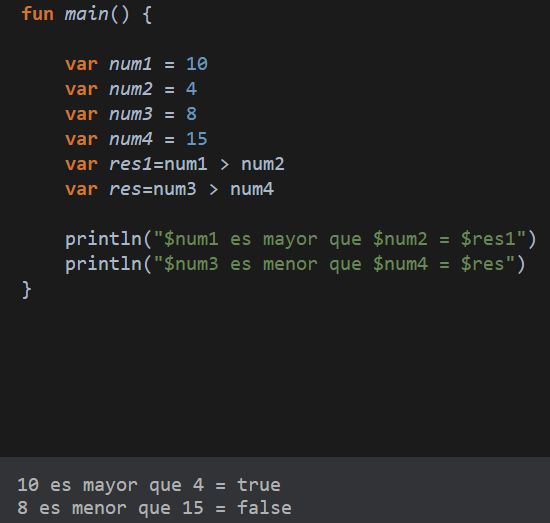 fun main() {
var num1 = 10
var num2 = 4
var num3 = 8
var num4 = 15
var res1=num1 > num2
var res=num3 > num4
println("$num1 es mayor que $num2 = $res1")
println("$num3 es menor que $num4 = $res")
}
10 es mayor que 4 = true
8 es menor que 15 = false